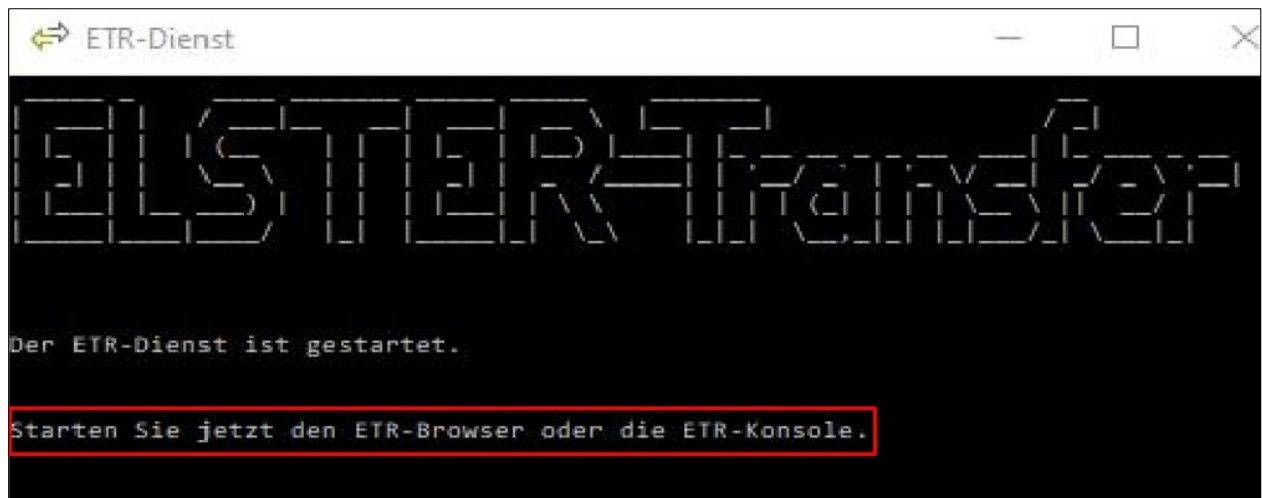 ETR-Dienst
ELSTER-Transfer
Der ETR-Dienst ist gestartet.
Starten Sie jetzt den ETR-Browser oder die ETR-Konsole.